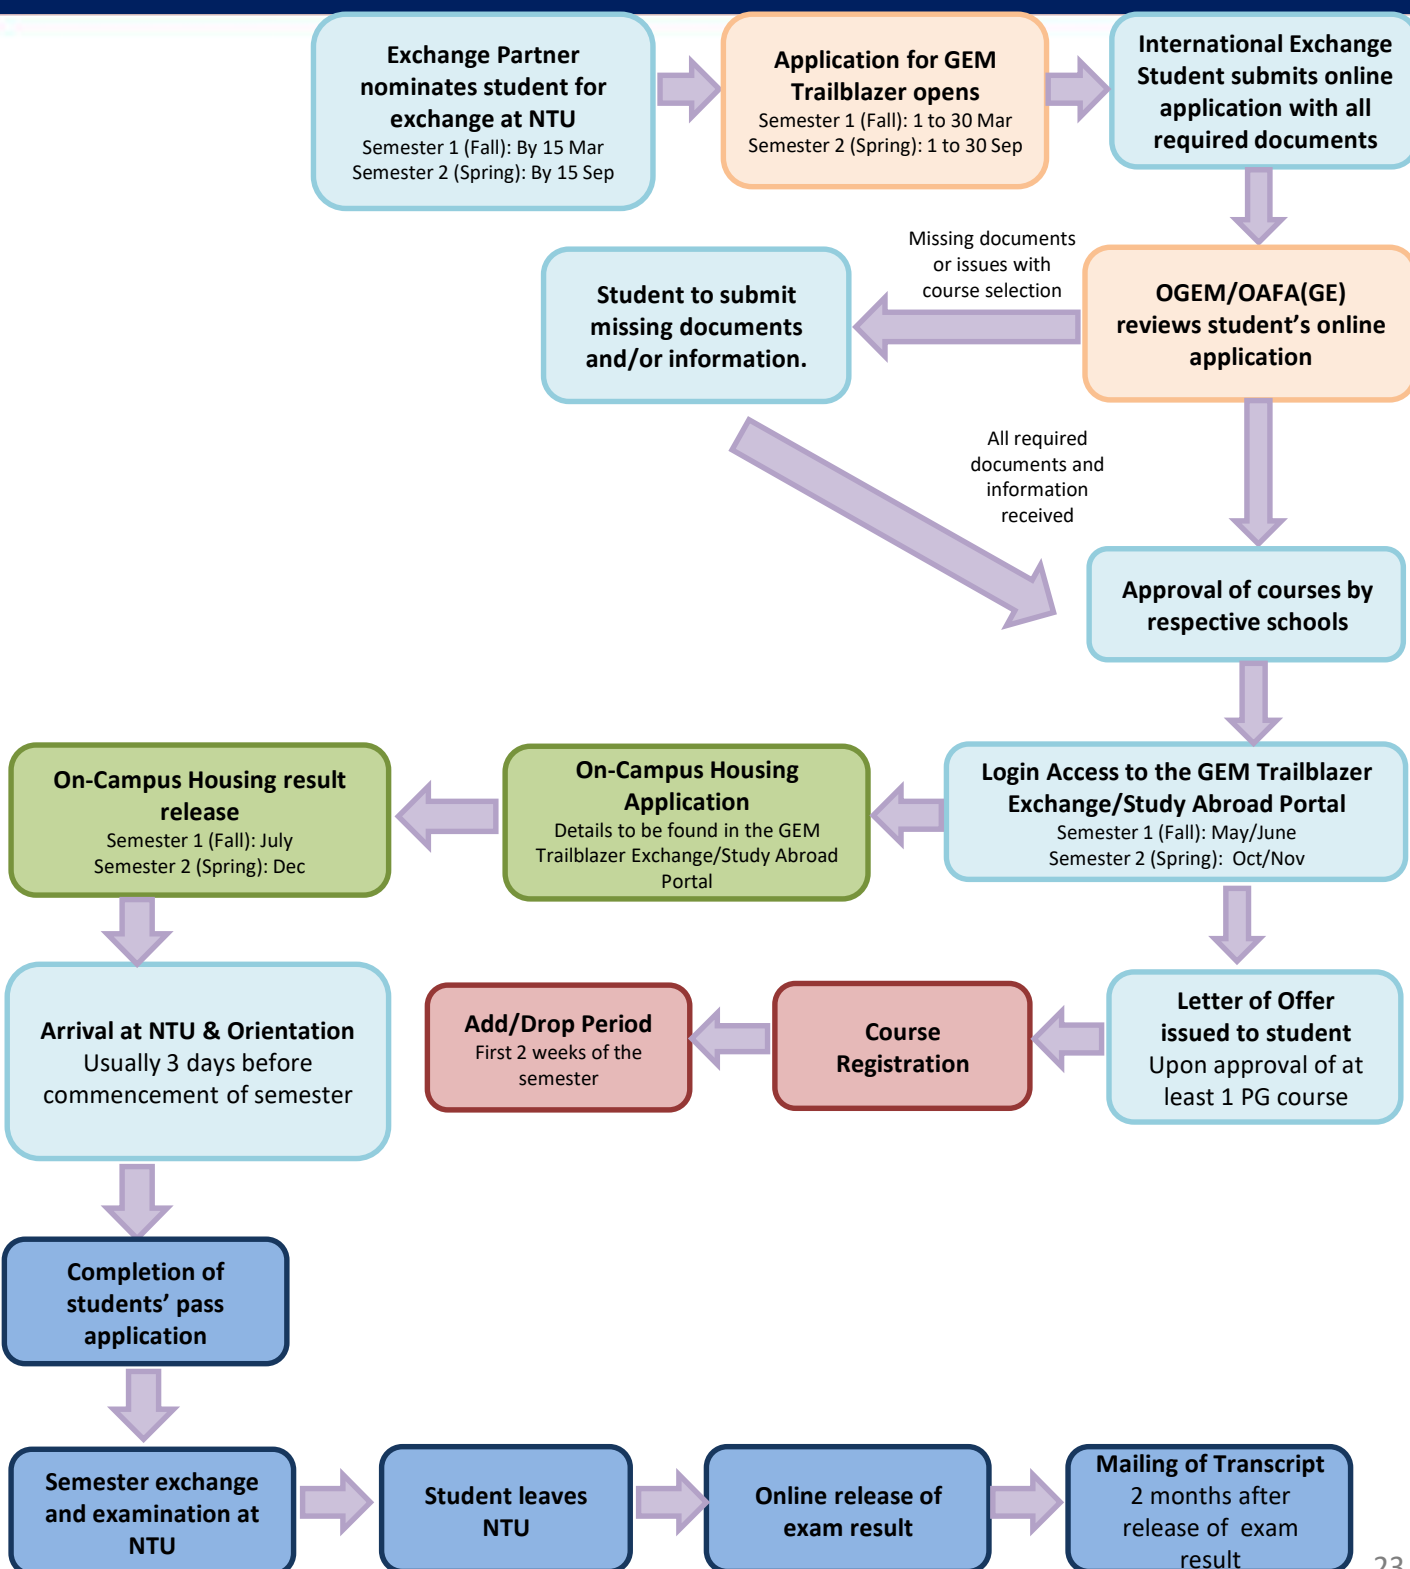 Exchange Partner
nominates student for
exchange at NTU
Semester 1 (Fall): By 15 Mar
Semester 2 (Spring): By 15 Sep
Application for GEM
Trailblazer opens
Semester 1 (Fall): 1 to 30 Mar
Semester 2 (Spring): 1 to 30 Sep
International Exchange
Student submits online
application with all
required documents
Missing documents
or issues with
course selection
Student to submit
missing documents
and/or information.
OGEM/OAFA(GE)
reviews student’s online
application
All required
documents and
information
received
Approval of courses by
respective schools
On-Campus Housing result
release
Semester 1 (Fall): July
Semester 2 (Spring): Dec
On-Campus Housing
Application
Details to be found in the GEM
Trailblazer Exchange/Study Abroad
Portal
Login Access to the GEM Trailblazer
Exchange/Study Abroad Portal
Semester 1 (Fall): May/June
Semester 2 (Spring): Oct/Nov
Arrival at NTU & Orientation
Usually 3 days before
commencement of semester
Add/Drop Period
First 2 weeks of the
semester
Course
Registration
Letter of Offer
issued to student
Upon approval of at
least 1 PG course
Completion of
students’ pass
application
Semester exchange
and examination at
NTU
Student leaves
NTU
Online release of
exam result
Mailing of Transcript
2 months after
release of exam
result
23